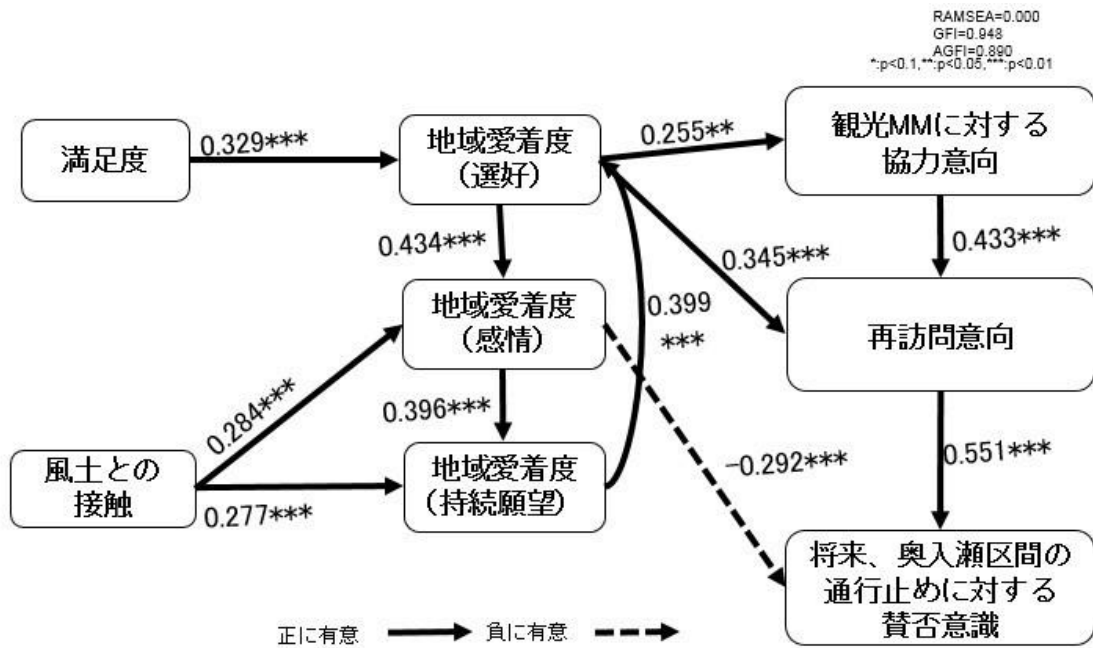 RAMSEA=0.000
GFI=0.948
AGFI=0.890
*:p<0.1,**:p<0.05,***:p<0.01
満足度
0.329***
地域愛着度
(選好)
0.255**
観光MMに対する
協力意向
0.434***
0.345***
0.433***
地域愛着度
(感情)
0.399
***
再訪問意向
0.284***
0.396***
風土との
接触
0.277***
地域愛着度
(持続願望)
-0.292***
0.551***
将来、奥入瀬区間の
通行止めに対する
賛否意識
正に有意
負に有意